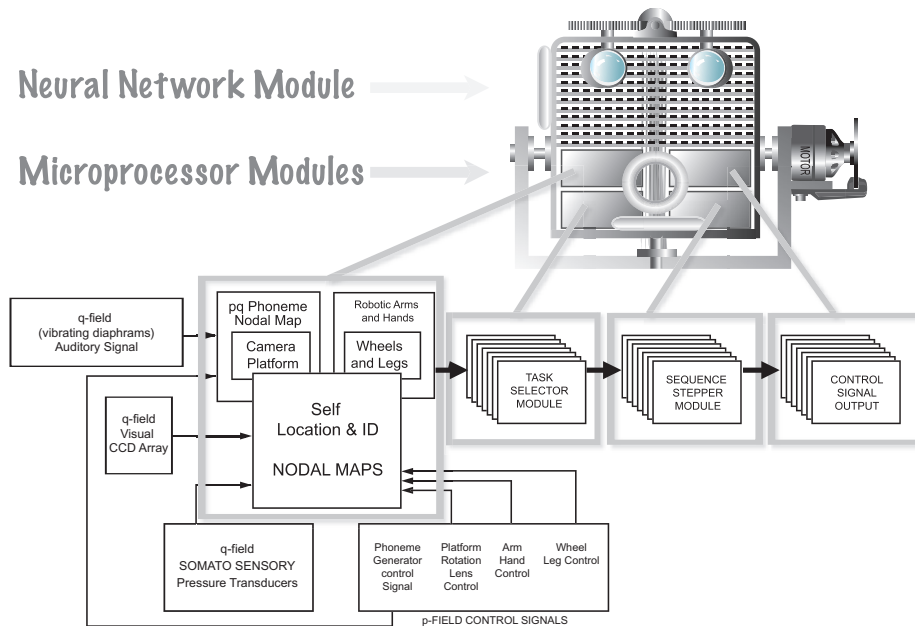 Neural Network Module
Microprocessor Modules
MOTOR
q-field
(vibrating diaphrams)
Auditory Signal
pq Phoneme
Nodal Map
Camera
Platform
Robotic Arms
and Hands
Wheels
and Legs
Self
Location & ID
NODAL MAPS
q-field
Visual
CCD Array
q-field
SOMATO SENSORY
Pressure Transducers
TASK
SELECTOR
MODULE
SEQUENCE
STEPPER
MODULE
CONTROL
SIGNAL
OUTPUT
Phoneme
Generator
control
Signal
Platform
Rotation
Lens
Control
Arm
Hand
Control
Wheel
Leg Control
p-FIELD CONTROL SIGNALS